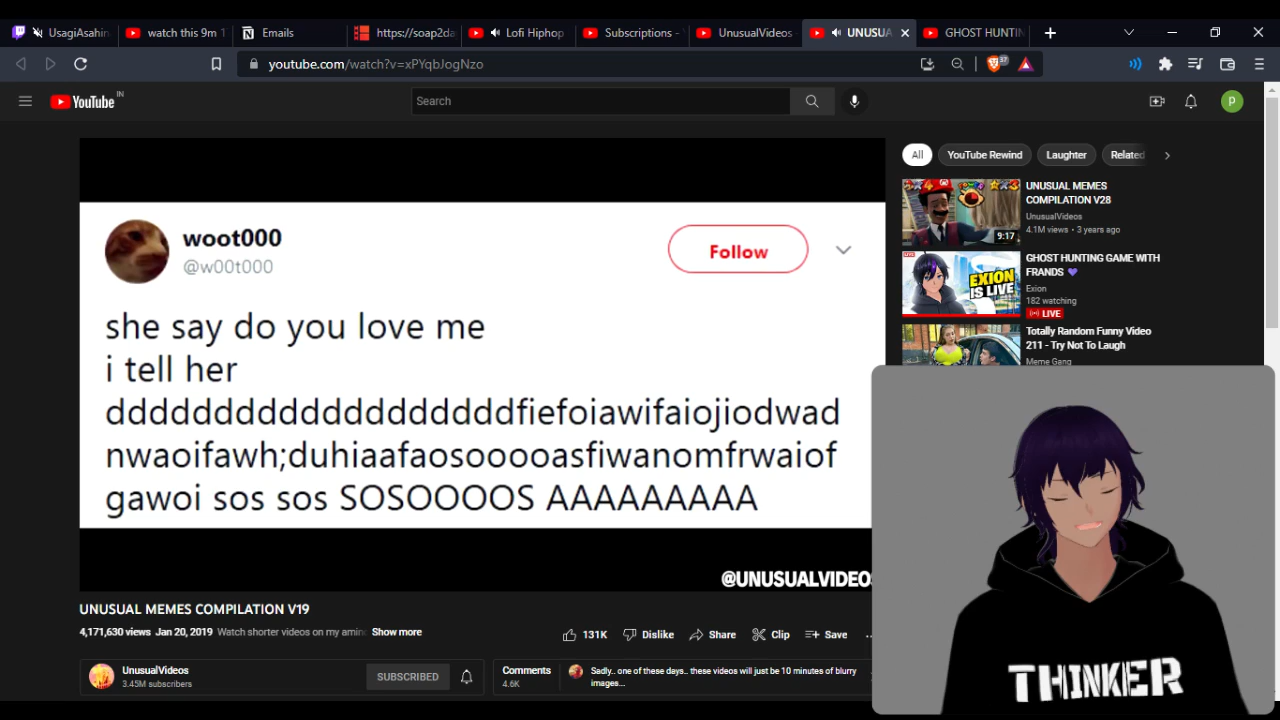 UsagiAsahin
watch this 9m 1
Emails
https://soap2da
Lofi Hiphop
Subscriptions -
UnusualVideos
UNUSUA
GHOST HUNTIN
youtube.com/watch?v=xPYqbJogNzo
37
YouTube IN
Search
P
All
YouTube Rewind
Laughter
Related
woot000
@w00t000
Follow
she say do you love me
i tell her
dddddddddddddddddddfiefoiawifaiojiodwad
nwaoifawh;duhiaafaosooooasfiwanomfrwaiof
gawoi sos sos SOSOOOOS AAAAAAAAA
@UNUSUALVIDEOS
UNUSUAL MEMES
COMPILATION V28
UnusualVideos
4.1M views • 3 years ago
9:17
GHOST HUNTING GAME WITH
FRANDS 💜
Exion
182 watching
LIVE
LIVE
EXION
IS LIVE
Totally Random Funny Video
211 - Try Not To Laugh
Meme Gang
UNUSUAL MEMES COMPILATION V19
4,171,630 views Jan 20, 2019 Watch shorter videos on my amino Show more
131K
Dislike
Share
Clip
Save
...
UnusualVideos
3.45M subscribers
SUBSCRIBED
Comments
4.6K
Sadly.. one of these days.. these videos will just be 10 minutes of blurry
images...
THINKER